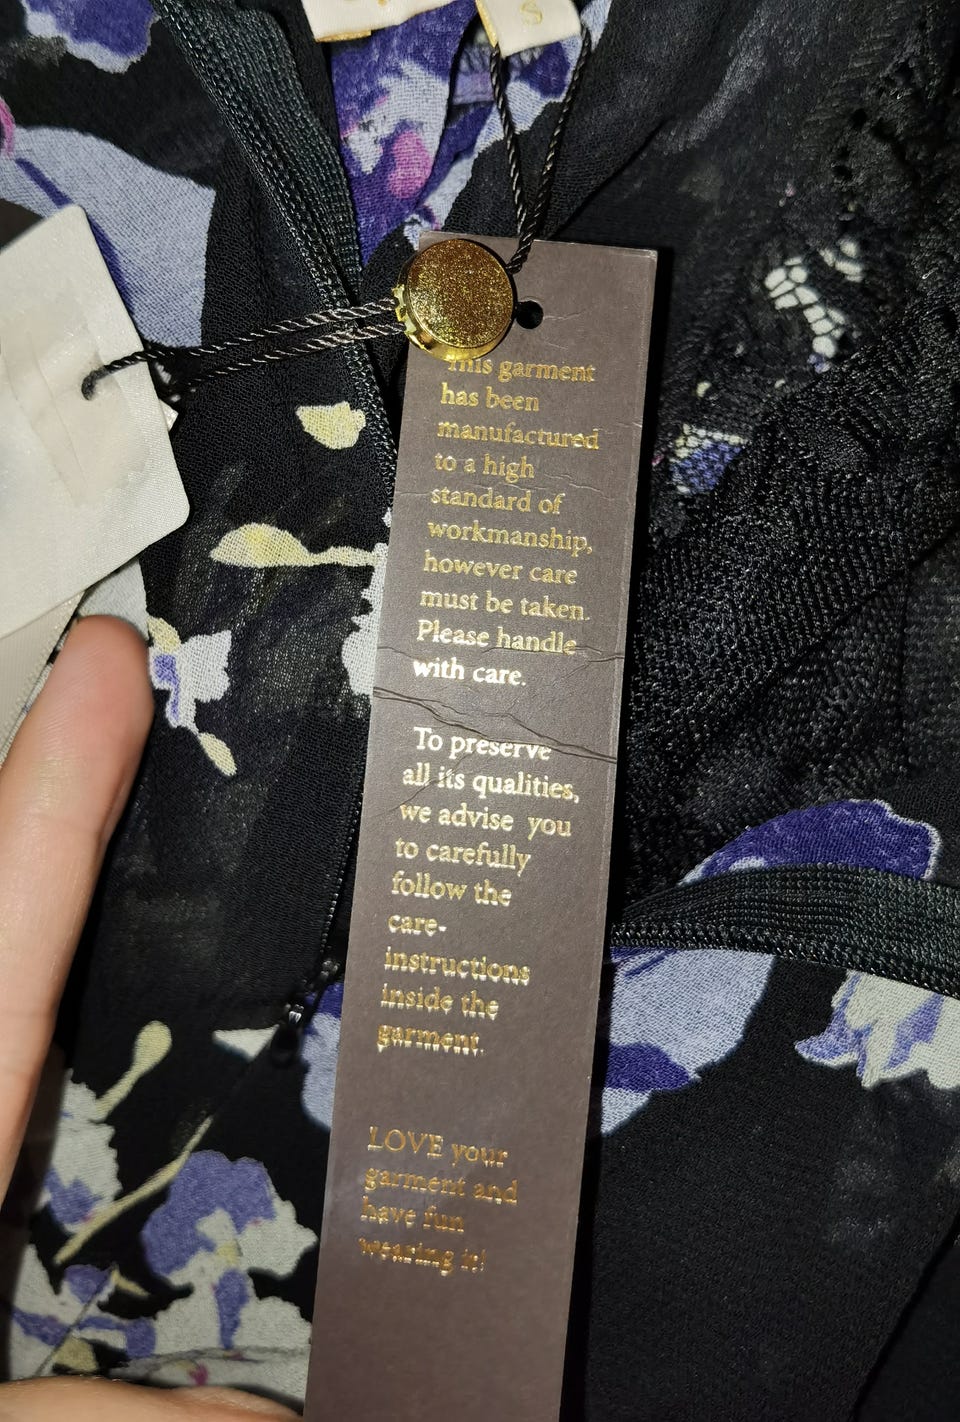 S
This garment
has been
manufactured
to a high
standard of
workmanship,
however care
must be taken.
Please handle
with care.
To preserve
all its qualities,
we advise you
to carefully
follow the
care-
instructions
inside the
garment.
LOVE your
garment and
have fun
wearing it!